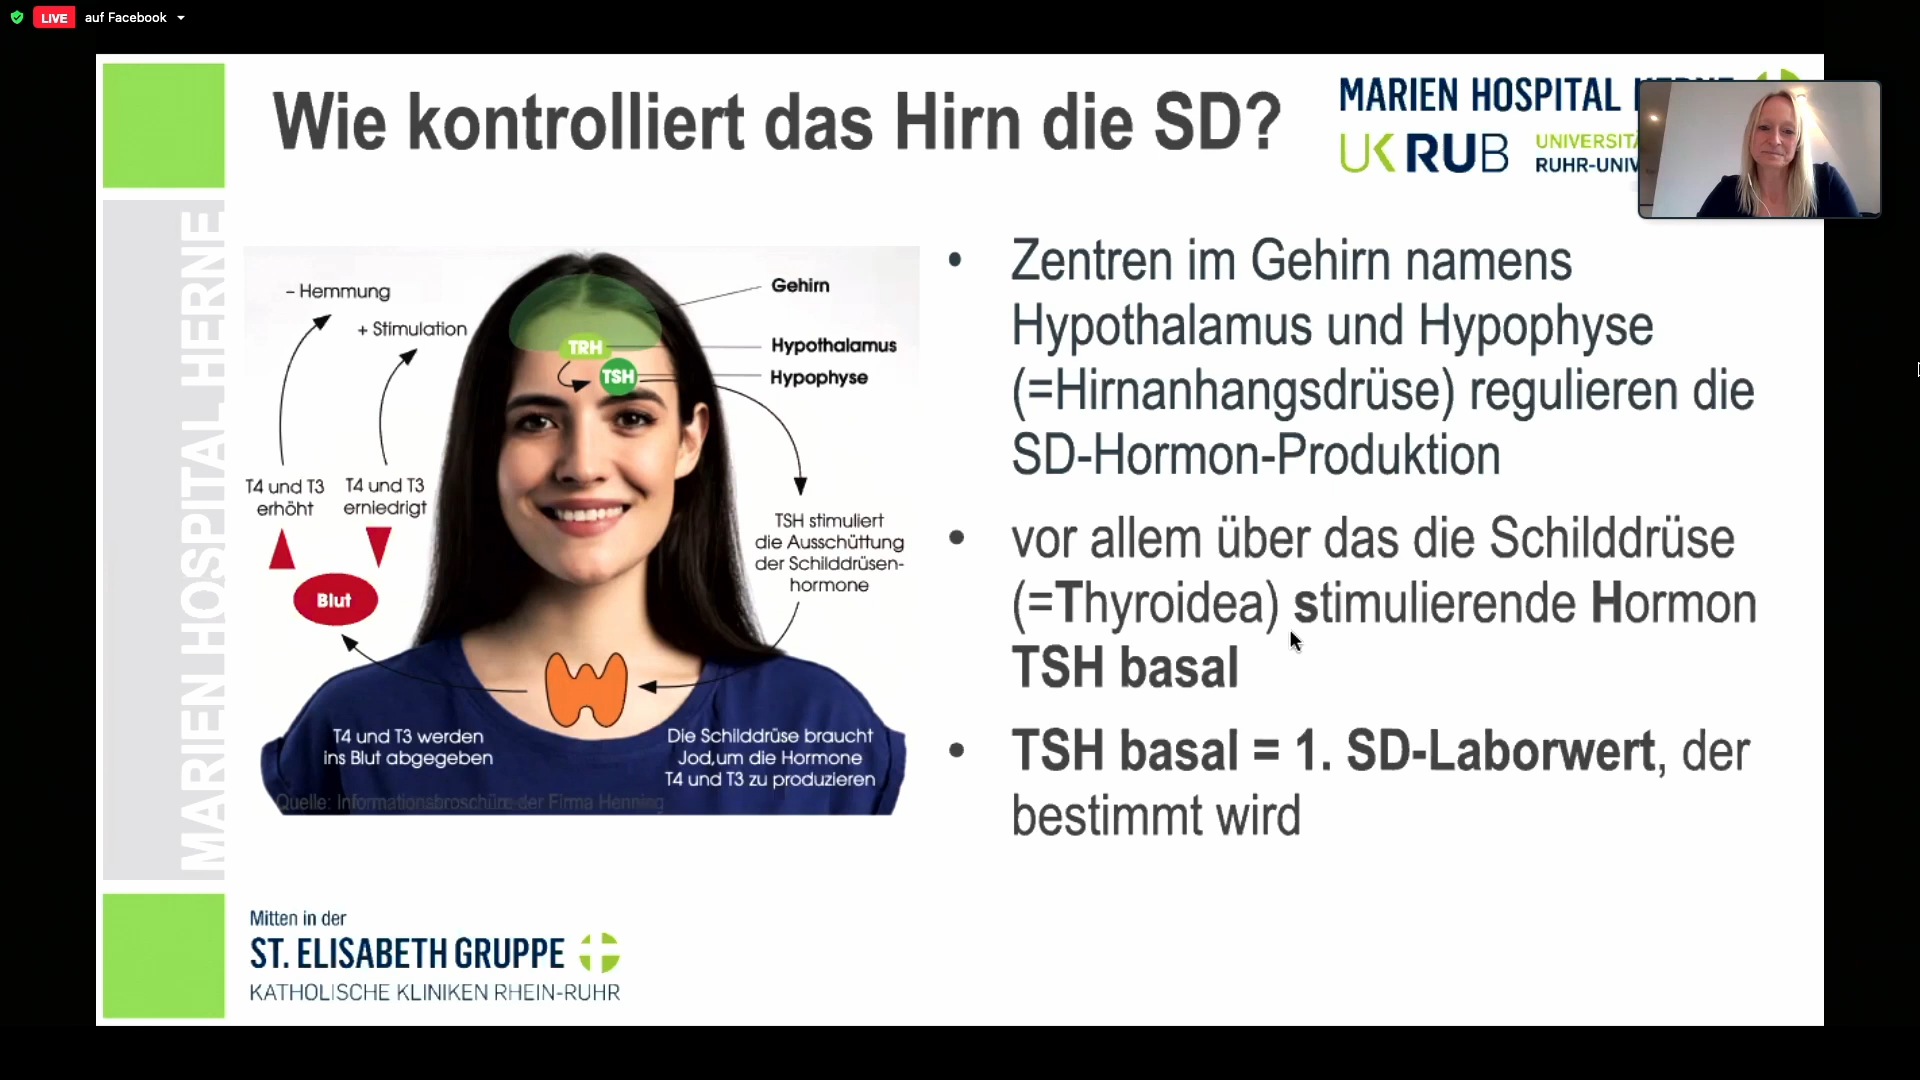 LIVE auf Facebook
Wie kontrolliert das Hirn die SD?
MARIEN HOSPITAL
UK RUB
RUHR-UNIV
MARIEN HOSPITAL HERNE
– Hemmung
+ Stimulation
Gehirn
TRH
Hypothalamus
TSH
Hypophyse
T4 und T3
erhöht
T4 und T3
erniedrigt
Blut
TSH stimuliert
die Ausschüttung
der Schilddrüsen-
hormone
T4 und T3 werden
ins Blut abgegeben
Die Schilddrüse braucht
Jod,um die Hormone
T4 und T3 zu produzieren
Quelle: Informationsbroschüre der Firma Henning
• Zentren im Gehirn namens
Hypothalamus und Hypophyse
(=Hirnanhangsdrüse) regulieren die
SD-Hormon-Produktion
• vor allem über das die Schilddrüse
(=Thyroidea) stimulierende Hormon
TSH basal
• TSH basal = 1. SD-Laborwert, der
bestimmt wird
Mitten in der
ST. ELISABETH GRUPPE
KATHOLISCHE KLINIKEN RHEIN-RUHR